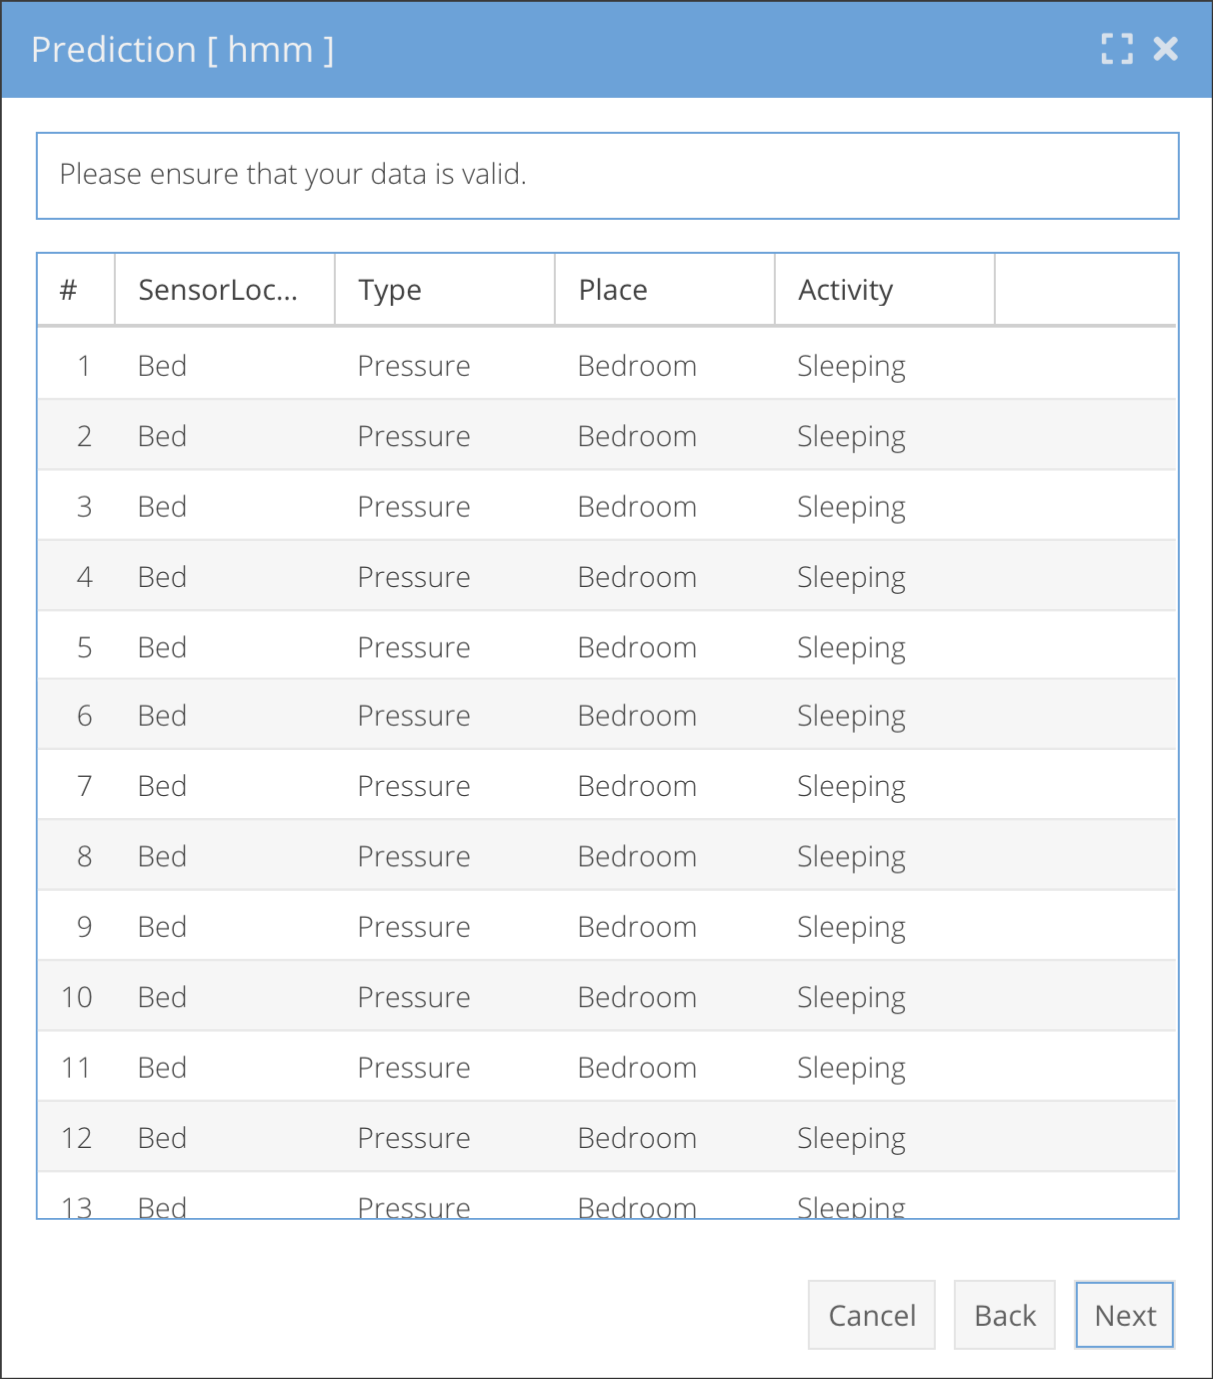 Prediction [ hmm ]
Please ensure that your data is valid.
# SensorLoc... Type Place Activity
1 Bed Pressure Bedroom Sleeping
2 Bed Pressure Bedroom Sleeping
3 Bed Pressure Bedroom Sleeping
4 Bed Pressure Bedroom Sleeping
5 Bed Pressure Bedroom Sleeping
6 Bed Pressure Bedroom Sleeping
7 Bed Pressure Bedroom Sleeping
8 Bed Pressure Bedroom Sleeping
9 Bed Pressure Bedroom Sleeping
10 Bed Pressure Bedroom Sleeping
11 Bed Pressure Bedroom Sleeping
12 Bed Pressure Bedroom Sleeping
13 Bed Pressure Bedroom Sleeping
Cancel Back Next